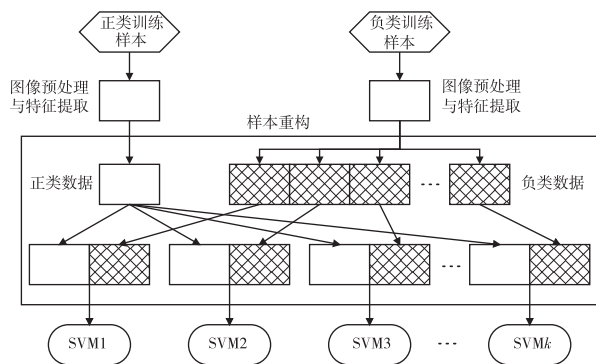 正类训练
样本
负类训练
样本
图像预处理
与特征提取
图像预处理
与特征提取
样本重构
正类数据
···
负类数据
···
SVM1
SVM2
SVM3
···
SVMk